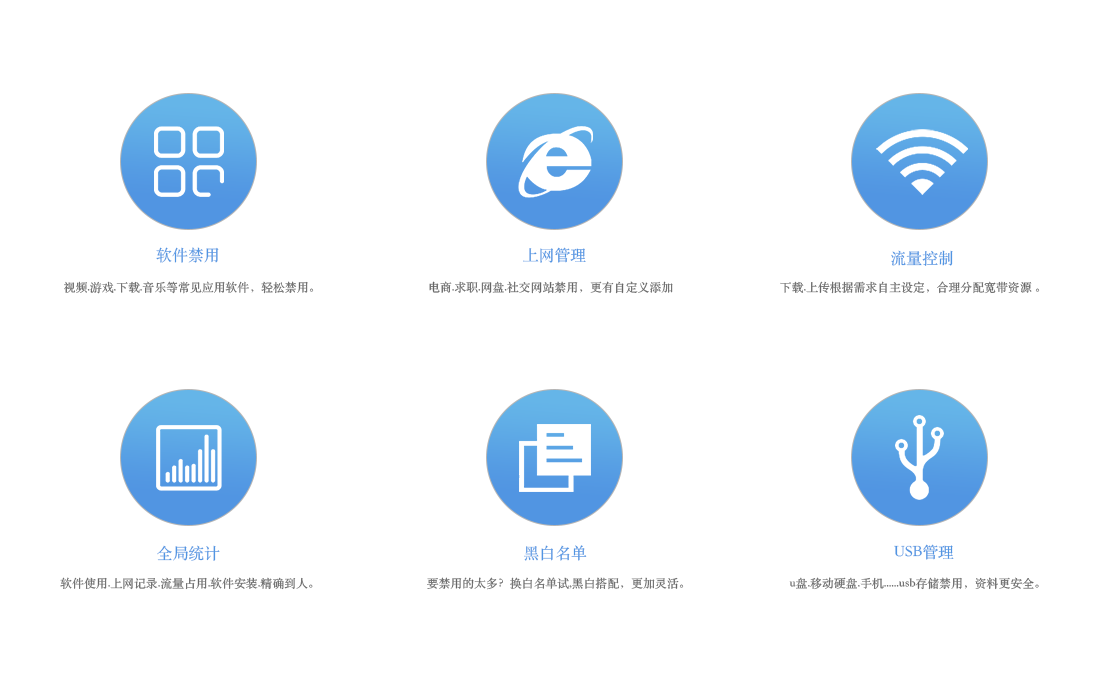 软件禁用
视频.游戏.下载.音乐等常见应用软件、轻松禁用。
上网管理
电商.求职.网盘.社交网站禁用，更有自定义添加
流量控制
下载.上传根据需求自主设定，合理分配宽带资源 。
全局统计
软件使用.上网记录.流量占用.软件安装.精确到人。
黑白名单
要禁用的太多？换白名单试.黑白搭配，更加灵活。
USB管理
u盘.移动硬盘.手机......usb存储禁用，资料更安全。